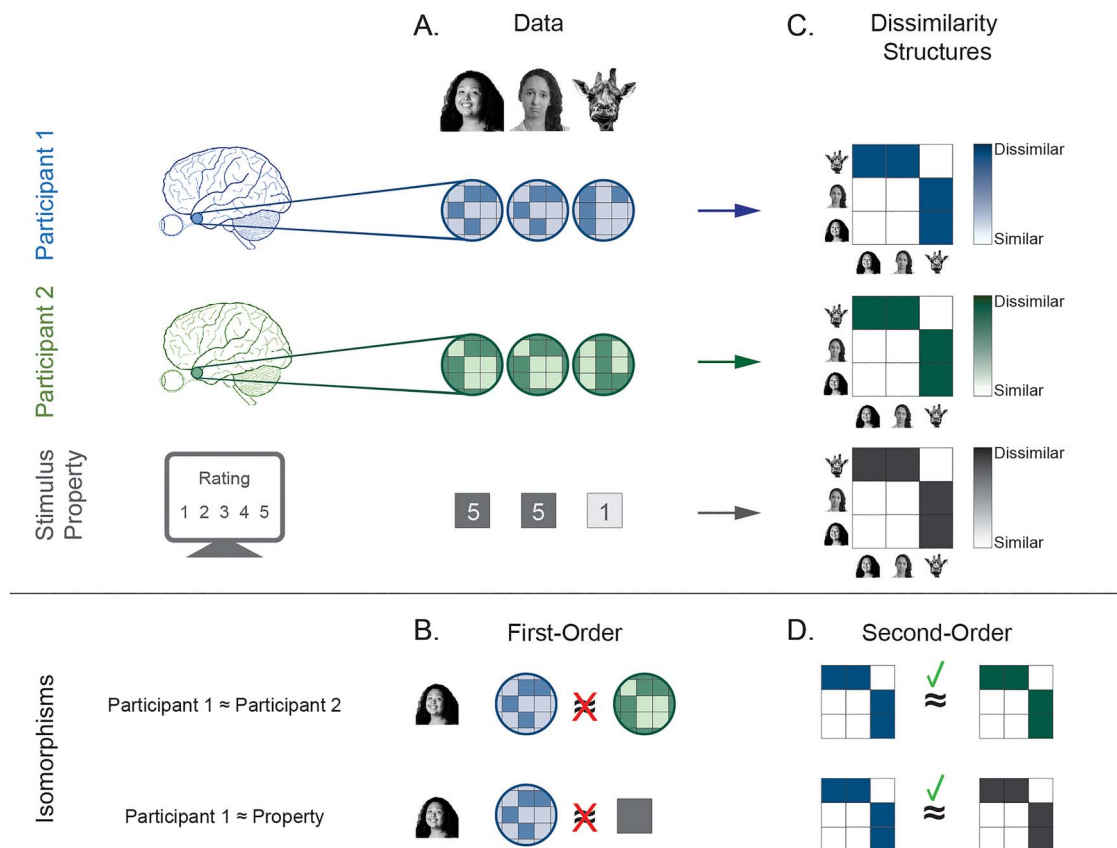 A.
Data
C.
Dissimilarity
Structures
Participant 1
Dissimilar
Similar
Participant 2
Dissimilar
Similar
Stimulus
Property
Rating
1 2 3 4 5
5
5
1
Dissimilar
Similar
B.
First-Order
D.
Second-Order
Isomorphisms
Participant 1 ≈ Participant 2
≈
≈
Participant 1 ≈ Property
≈
≈